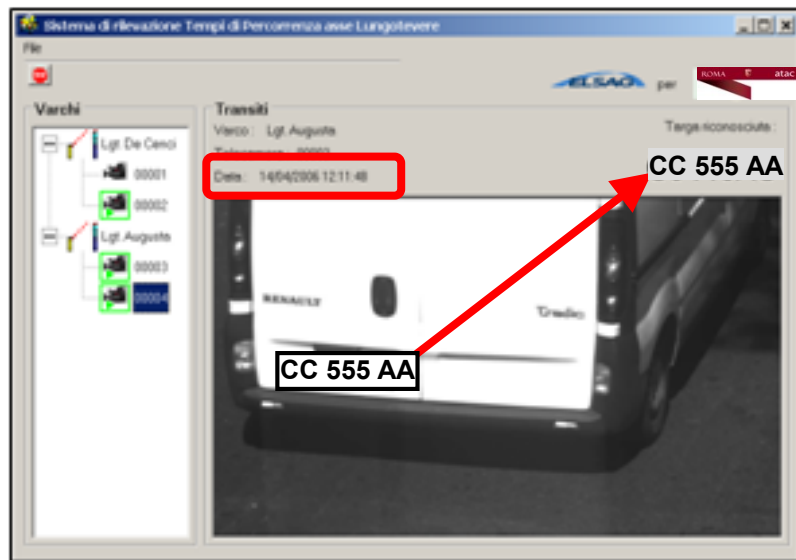 Sistema di rilevazione Tempi di Percorrenza asse Lungotevere
File
ELSAG per ROMA atac
Varchi
Lgt. De Cenci
00001
00002
Lgt. Augusta
00003
00004
Transiti
Varco : Lgt. Augusta
Targa riconosciuta :
Data : 14/04/2006 12:11:48
CC 555 AA
RENAULT
Trafic
CC 555 AA